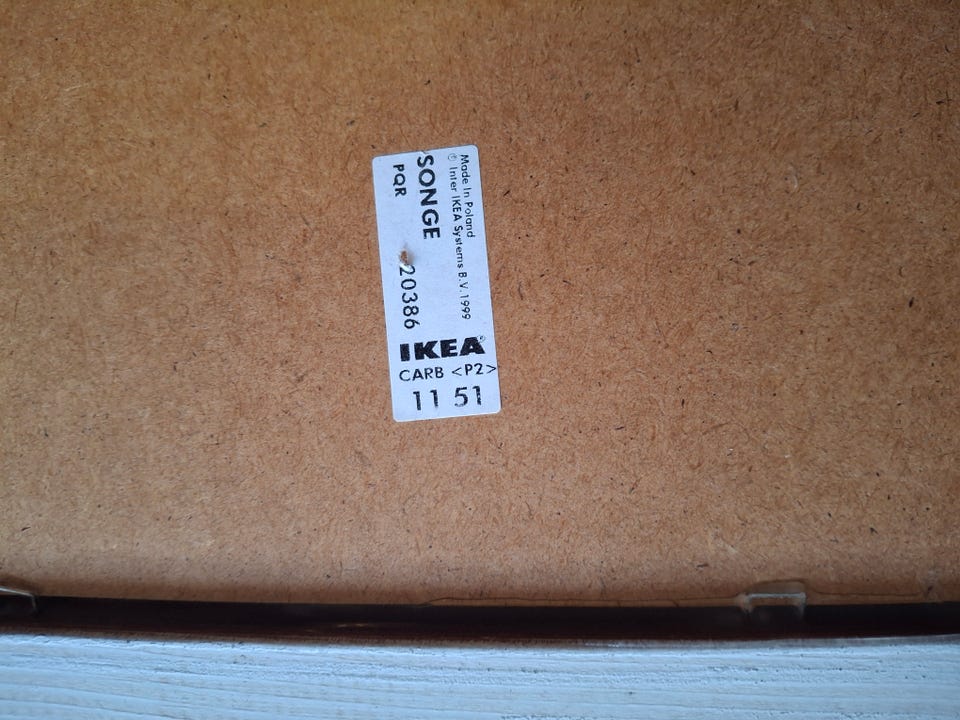 Made in Poland
© Inter IKEA Systems B.V. 1999
SONGE
PQR 20386
IKEA®
CARB <P2>
11 51